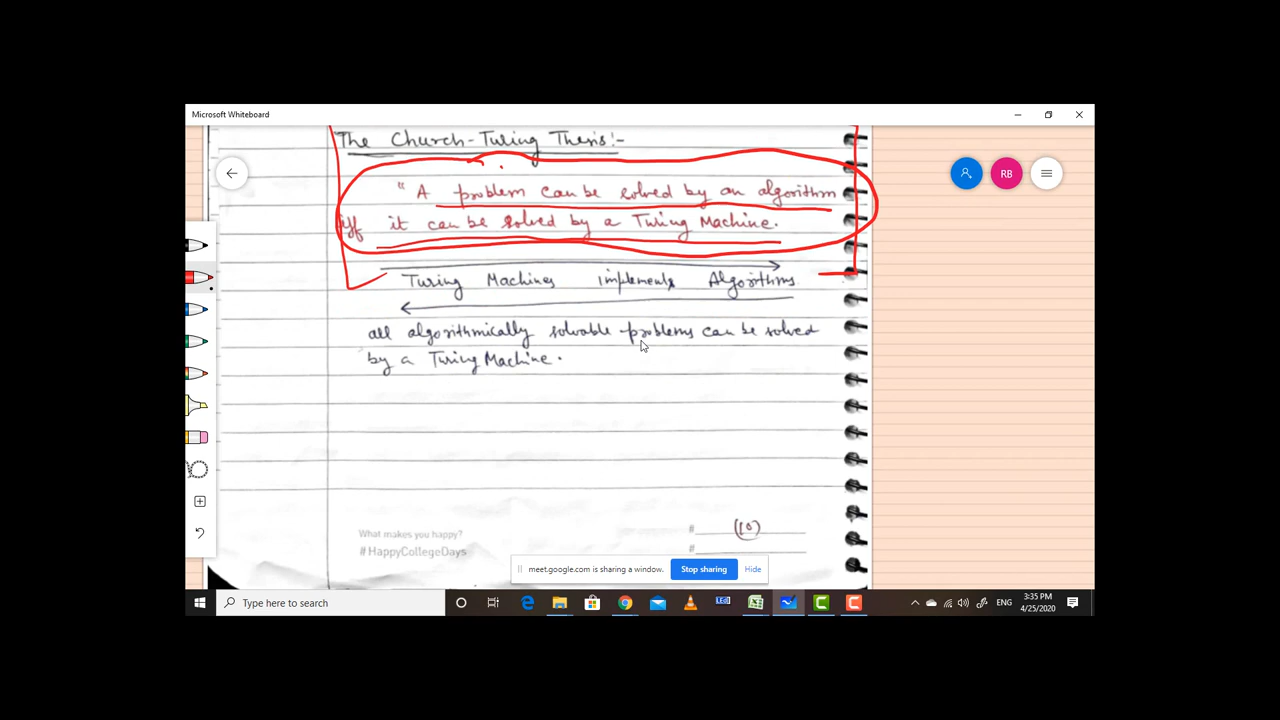 Microsoft Whiteboard
The Church-Turing Thesis:-
" A problem can be solved by an algorithm
iff it can be solved by a Turing Machine.
Turing Machines implements Algorithms
all algorithmically solvable problems can be solved
by a Turing Machine.
RB
What makes you happy?
# (10)
#HappyCollegeDays
#
meet.google.com is sharing a window.
Stop sharing
Hide
Type here to search
ENG
3:35 PM
4/25/2020